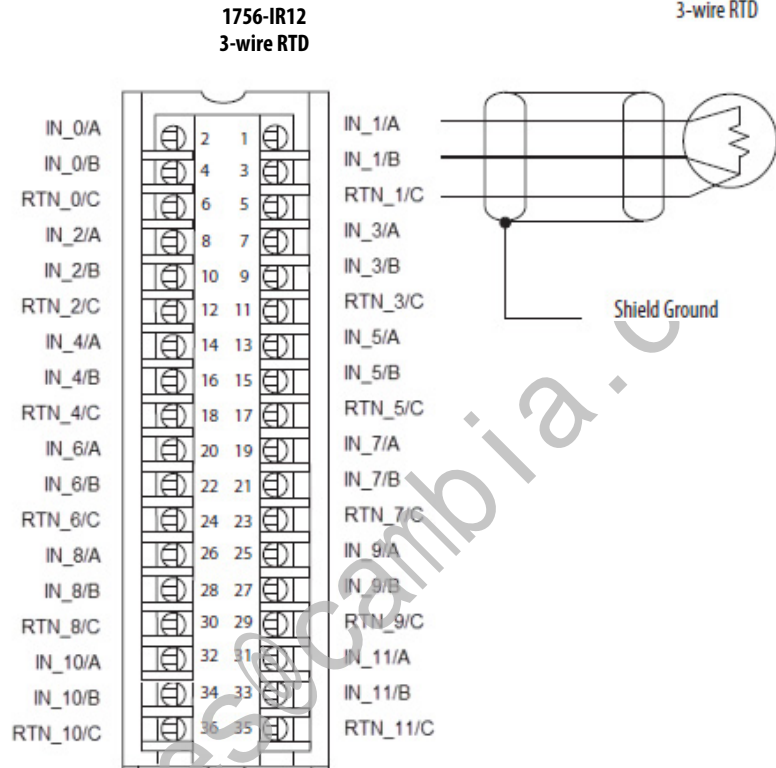 1756-IR12
3-wire RTD
3-wire RTD
IN_0/A 2 1 IN_1/A
IN_0/B 4 3 IN_1/B
RTN_0/C 6 5 RTN_1/C
IN_2/A 8 7 IN_3/A
IN_2/B 10 9 IN_3/B
RTN_2/C 12 11 RTN_3/C
Shield Ground
IN_4/A 14 13 IN_5/A
IN_4/B 16 15 IN_5/B
RTN_4/C 18 17 RTN_5/C
IN_6/A 20 19 IN_7/A
IN_6/B 22 21 IN_7/B
RTN_6/C 24 23 RTN_7/C
IN_8/A 26 25 IN_9/A
IN_8/B 28 27 IN_9/B
RTN_8/C 30 29 RTN_9/C
IN_10/A 32 31 IN_11/A
IN_10/B 34 33 IN_11/B
RTN_10/C 36 35 RTN_11/C